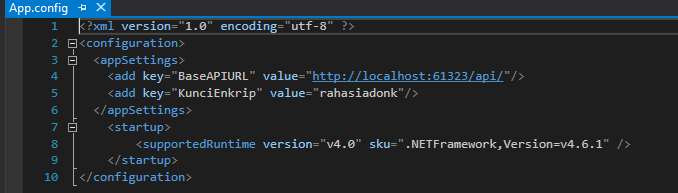 App.config
1 <?xml version="1.0" encoding="utf-8" ?>
2 <configuration>
3 <appSettings>
4 <add key="BaseAPIURL" value="http://localhost:61323/api/"/>
5 <add key="KunciEnkrip" value="rahasiadonk"/>
6 </appSettings>
7 <startup>
8 <supportedRuntime version="v4.0" sku=".NETFramework,Version=v4.6.1" />
9 </startup>
10 </configuration>